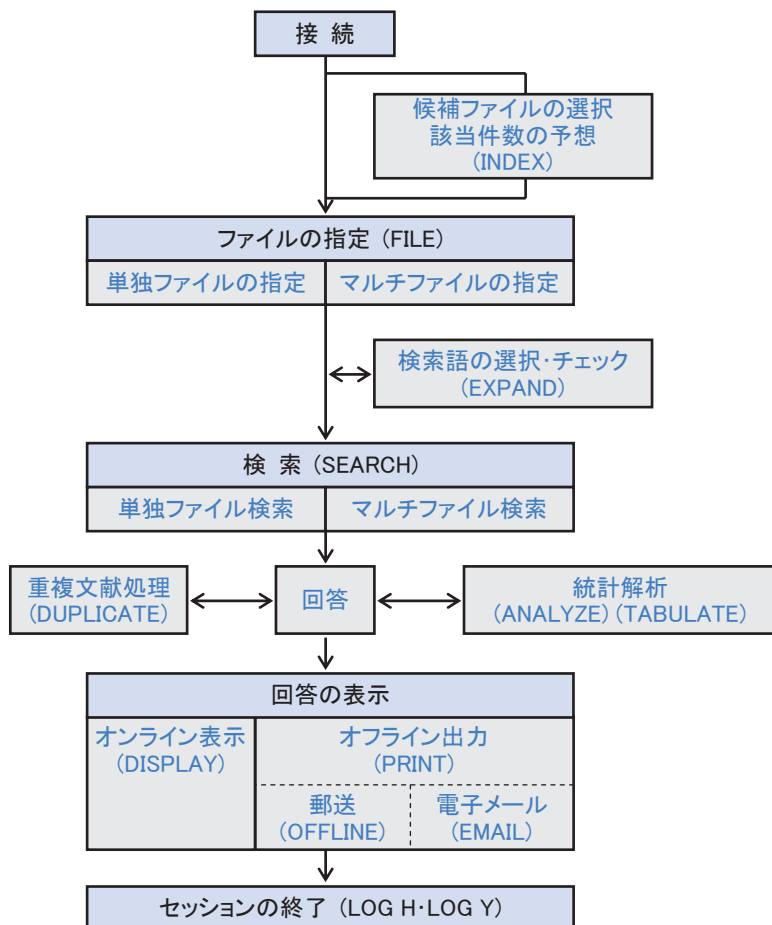 接 続
候補ファイルの選択
該当件数の予想
(INDEX)
ファイルの指定 (FILE)
単独ファイルの指定
マルチファイルの指定
検索語の選択・チェック
(EXPAND)
検 索 (SEARCH)
単独ファイル検索
マルチファイル検索
重複文献処理
(DUPLICATE)
回答
統計解析
(ANALYZE) (TABULATE)
回答の表示
オンライン表示
(DISPLAY)
オフライン出力
(PRINT)
郵送
(OFFLINE)
電子メール
(EMAIL)
セッションの終了 (LOG H・LOG Y)